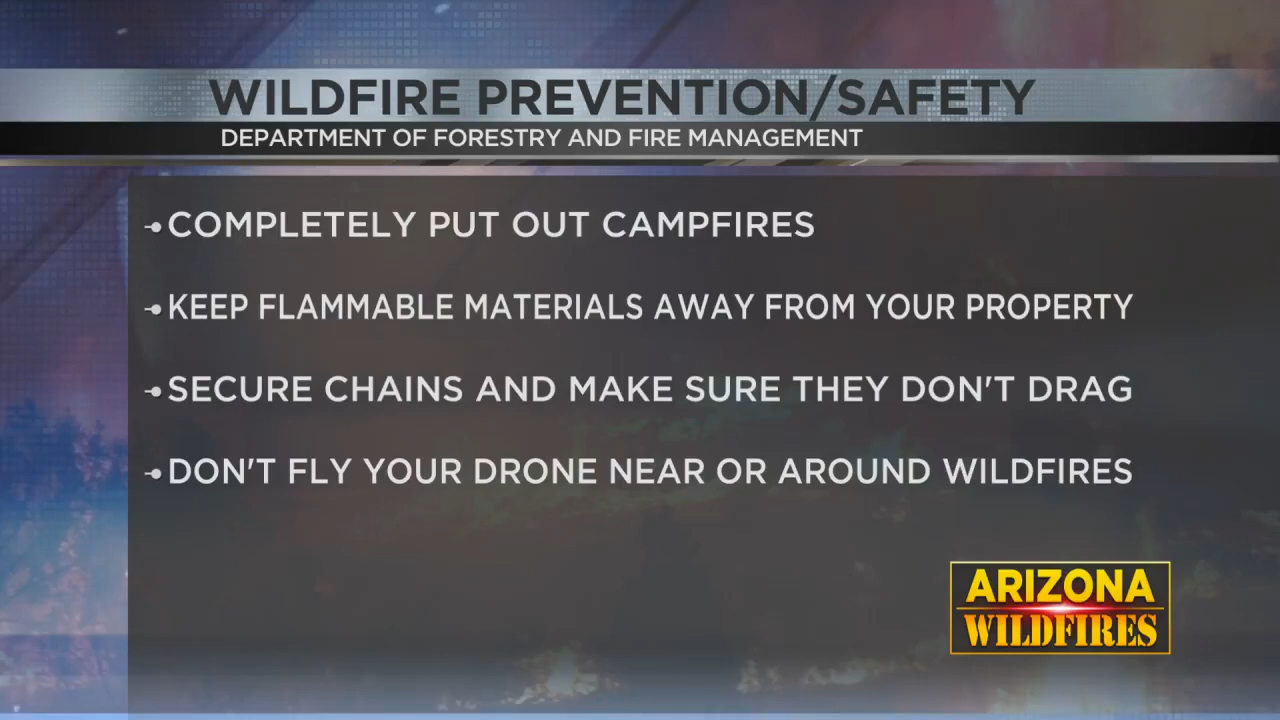 WILDFIRE PREVENTION/SAFETY
DEPARTMENT OF FORESTRY AND FIRE MANAGEMENT
COMPLETELY PUT OUT CAMPFIRES
KEEP FLAMMABLE MATERIALS AWAY FROM YOUR PROPERTY
SECURE CHAINS AND MAKE SURE THEY DON'T DRAG
DON'T FLY YOUR DRONE NEAR OR AROUND WILDFIRES
ARIZONA
WILDFIRES